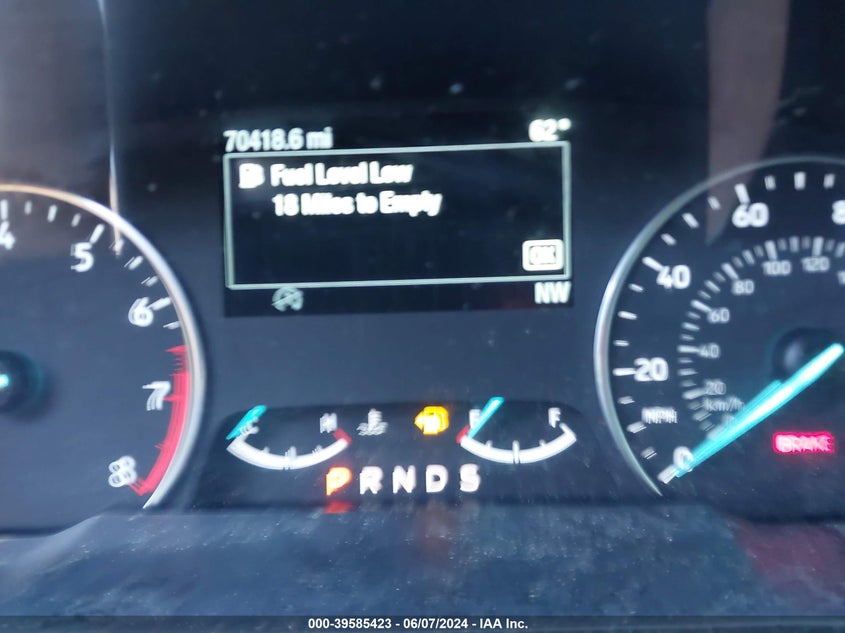 70418.6 mi 62°
Fuel Level Low
18 Miles to Empty
OK
NW
4
5
6
7
8
C H
E F
P R N D S
0 20 40 60 8
20 40 60 80 100 120
MPH
km/h
BRAKE
000-39585423 - 06/07/2024 - IAA Inc.